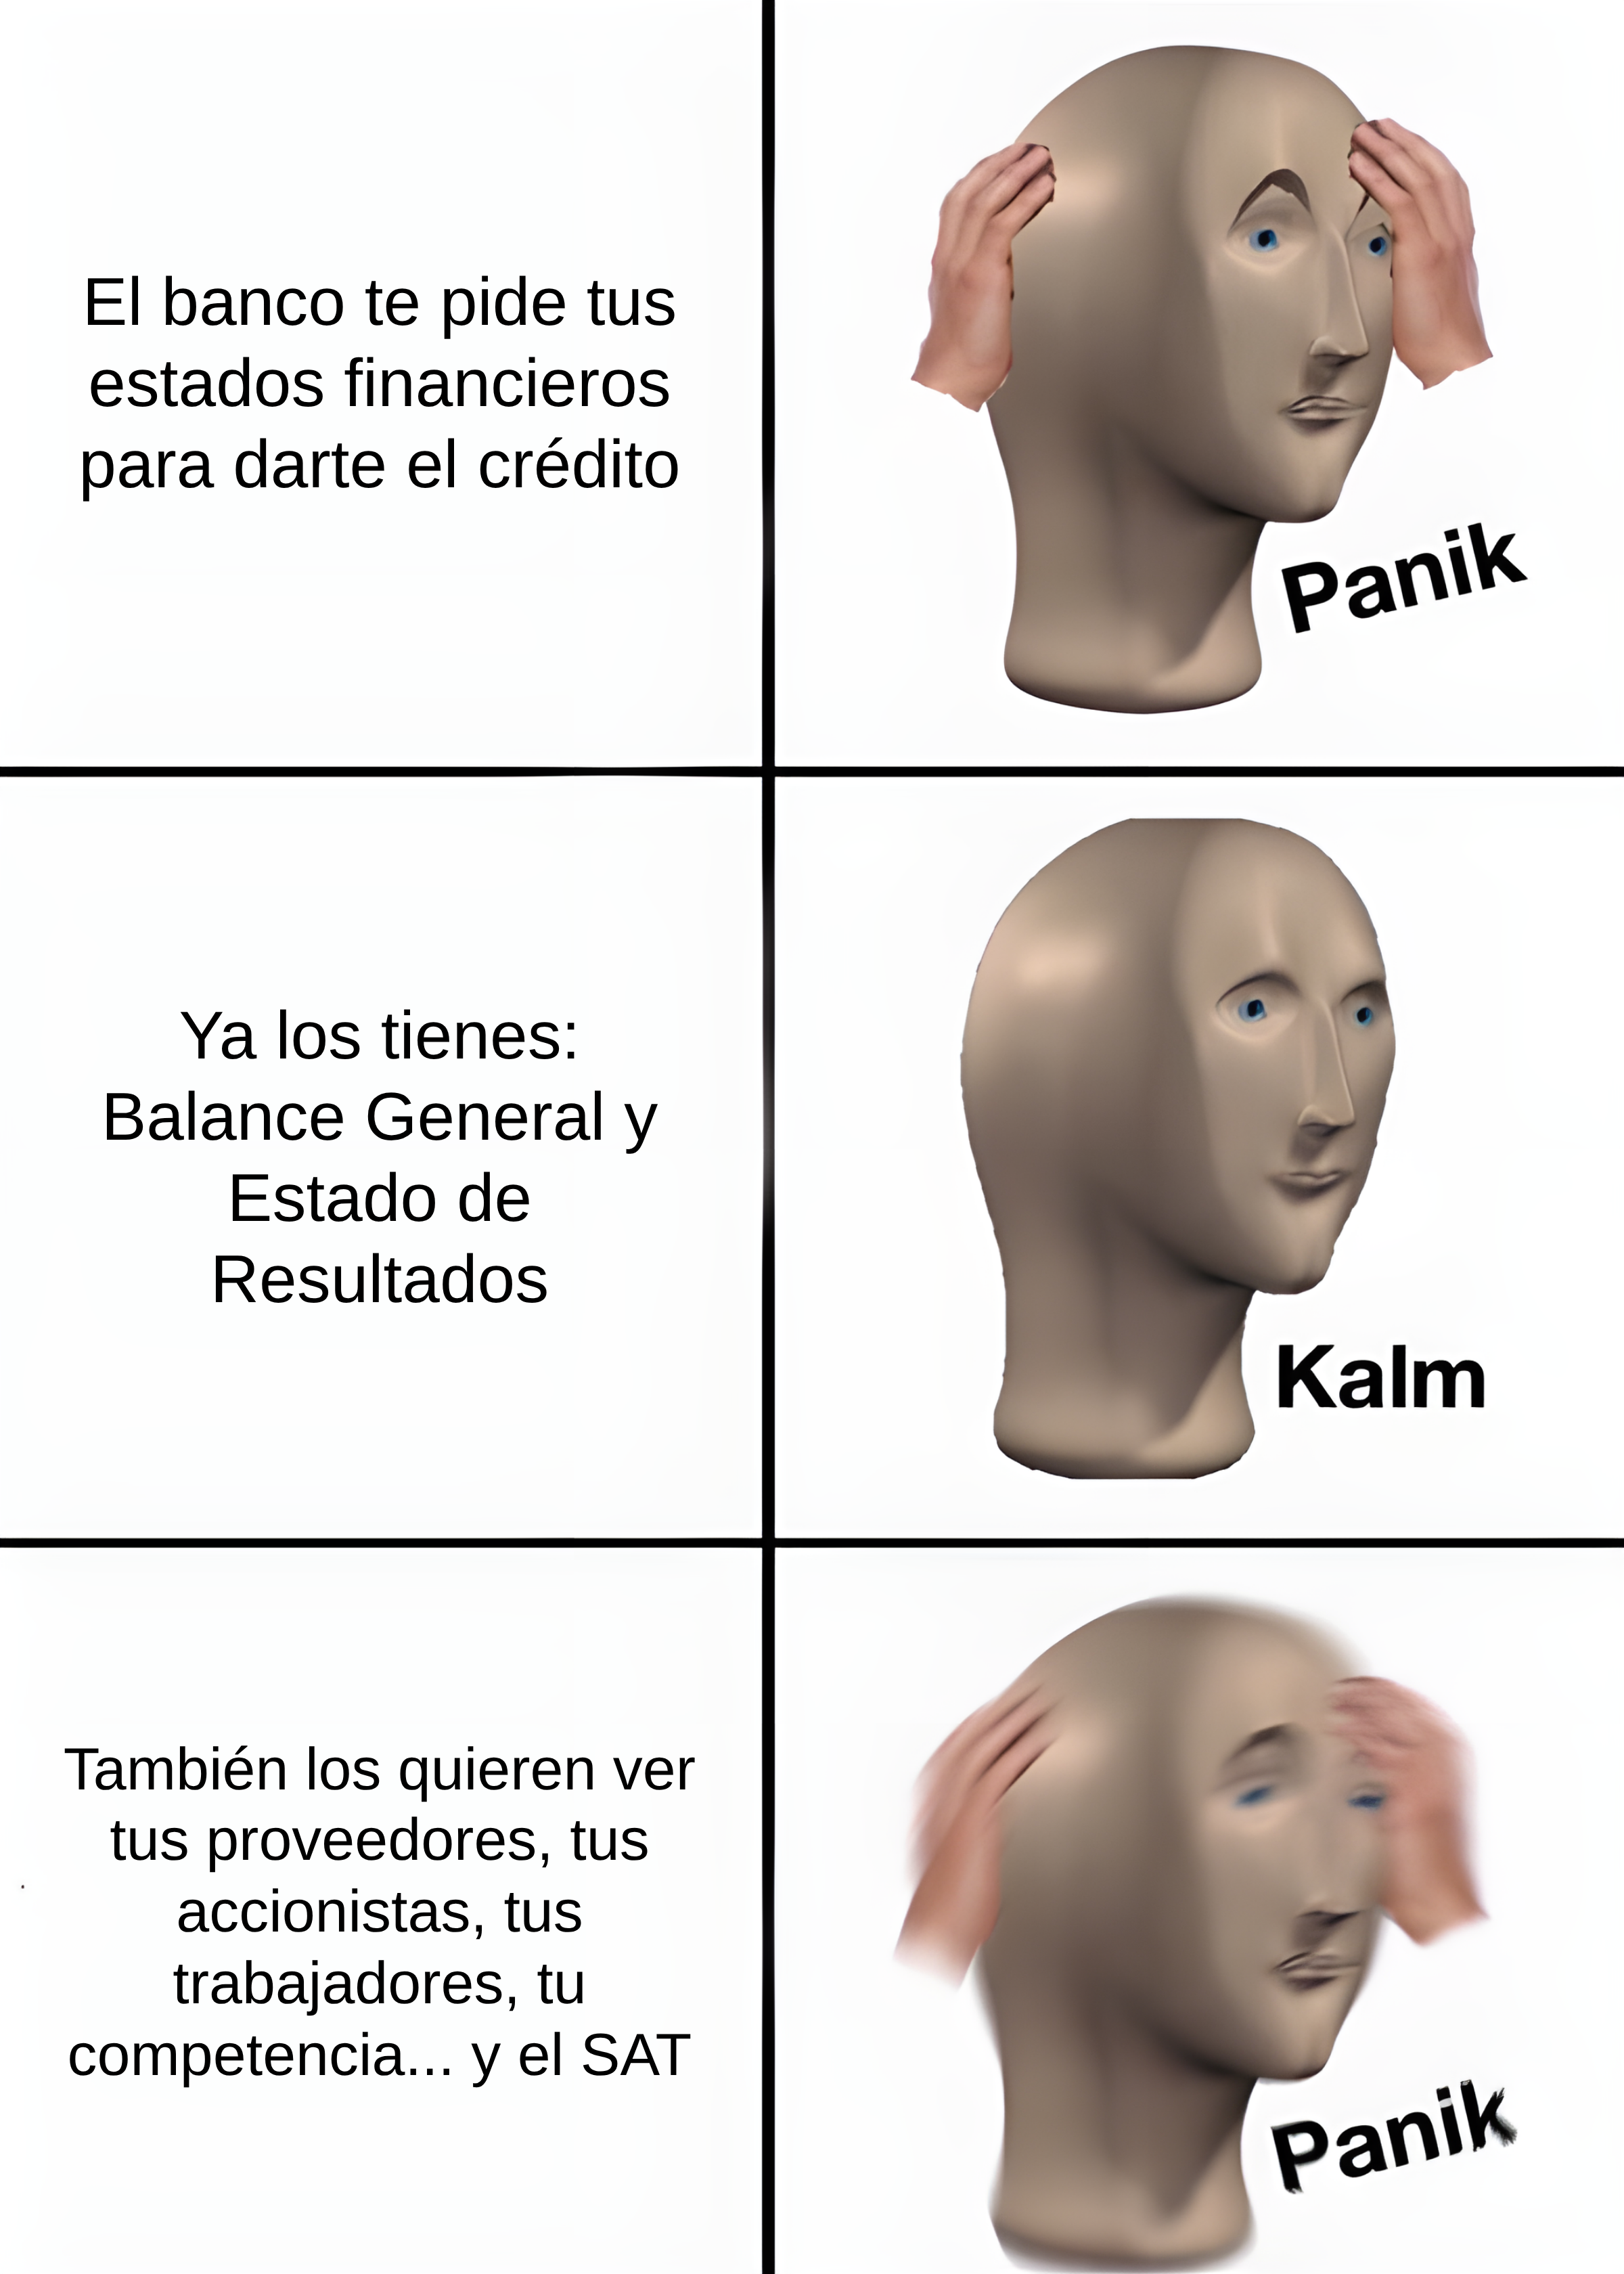 El banco te pide tus
estados financieros
para darte el crédito
Panik
Ya los tienes:
Balance General y
Estado de
Resultados
Kalm
También los quieren ver
tus proveedores, tus
accionistas, tus
trabajadores, tu
competencia... y el SAT
Panik